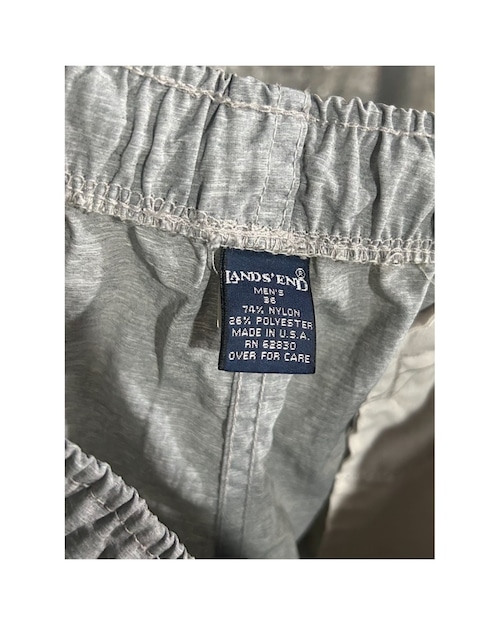 LANDS' END®
MEN'S
36
74% NYLON
26% POLYESTER
MADE IN U.S.A.
RN 62830
OVER FOR CARE